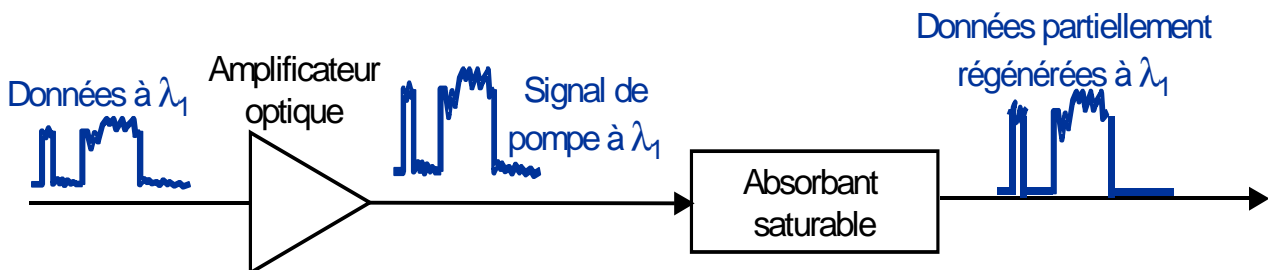 Données à λ1
Amplificateur
optique
Signal de
pompe à λ1
Absorbant
saturable
Données partiellement
régénérées à λ1